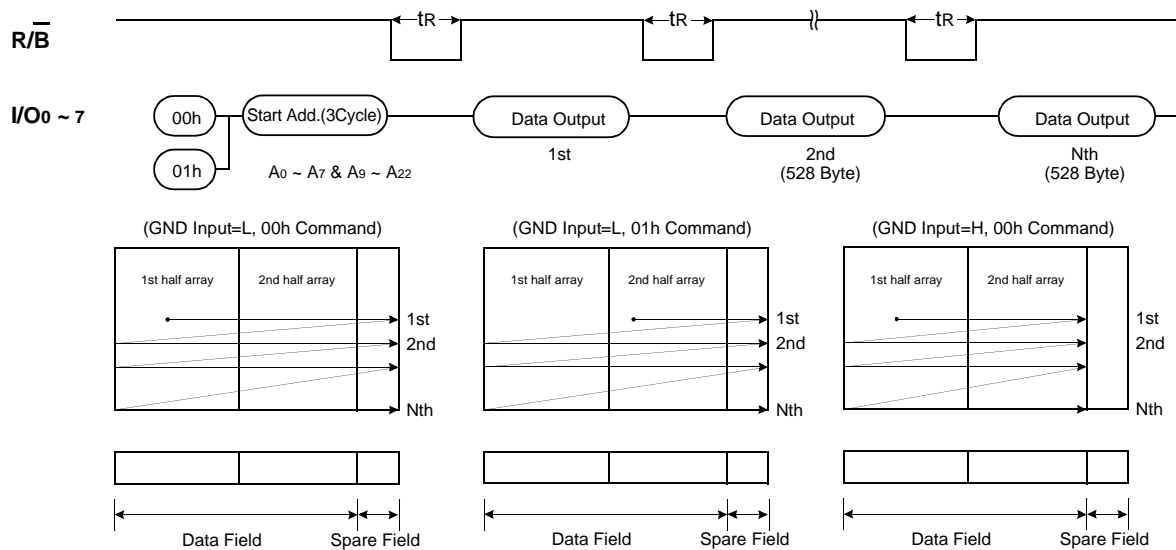 tR tR tR
R/B
I/O0 ~ 7 00h Start Add.(3Cycle) Data Output Data Output Data Output
01h A0 ~ A7 & A9 ~ A22 1st 2nd Nth
(528 Byte) (528 Byte)
(GND Input=L, 00h Command) (GND Input=L, 01h Command) (GND Input=H, 00h Command)
1st half array 2nd half array 1st half array 2nd half array 1st half array 2nd half array
1st 1st 1st
2nd 2nd 2nd
Nth Nth Nth
Data Field Spare Field Data Field Spare Field Data Field Spare Field